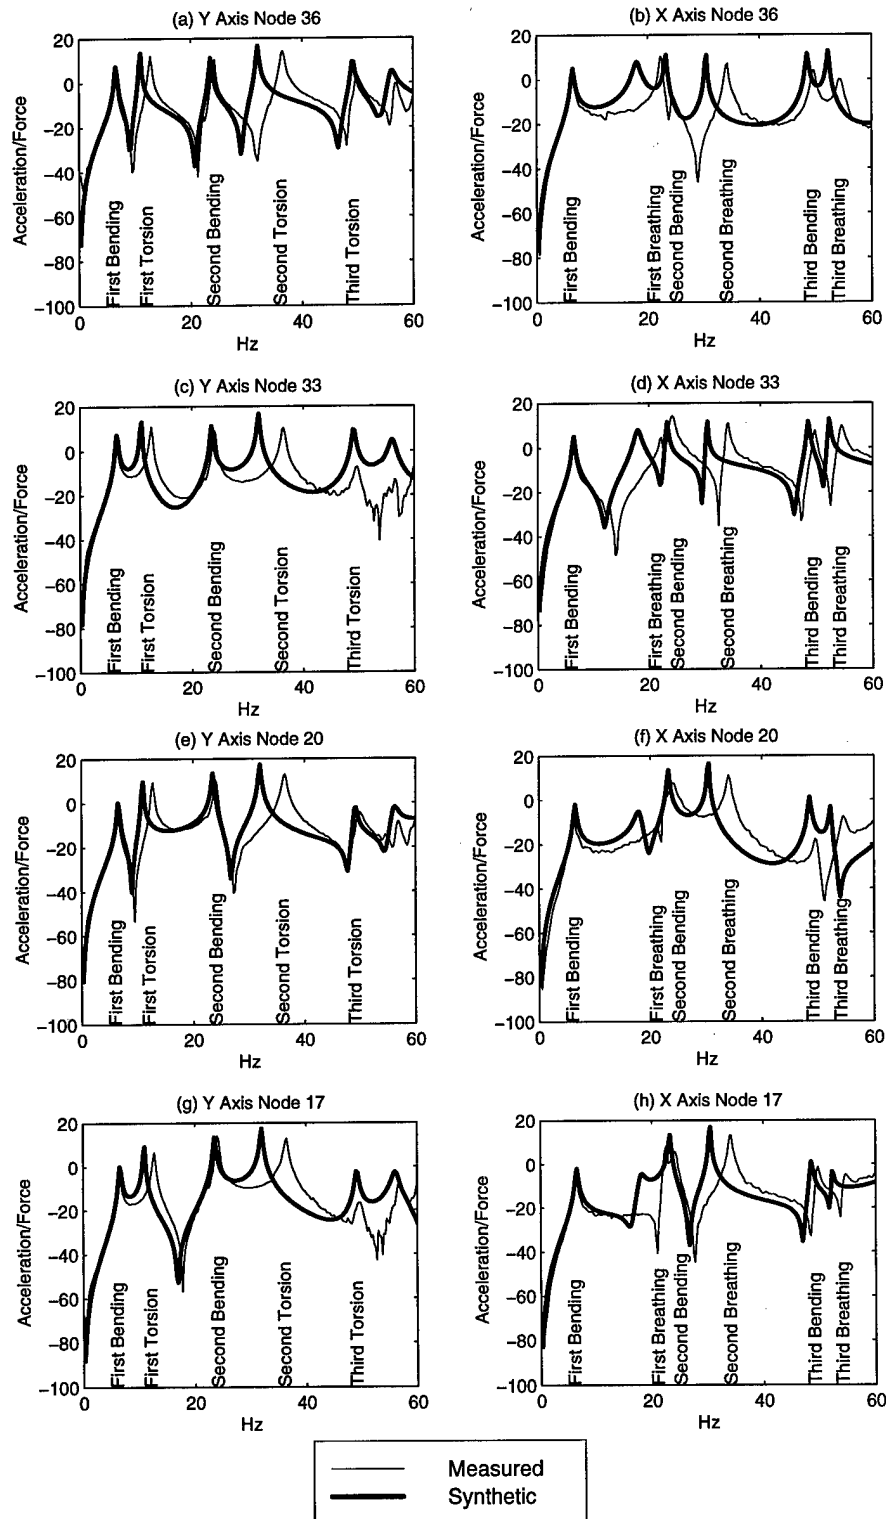 (a) Y Axis Node 36
Acceleration/Force
20
0
−20
−40
−60
−80
−100
First Bending
First Torsion
Second Bending
Second Torsion
Third Torsion
0
20
40
60
Hz
(b) X Axis Node 36
Acceleration/Force
20
0
−20
−40
−60
−80
−100
First Bending
First Breathing
Second Bending
Second Breathing
Third Bending
Third Breathing
0
20
40
60
Hz
(c) Y Axis Node 33
Acceleration/Force
20
0
−20
−40
−60
−80
−100
First Bending
First Torsion
Second Bending
Second Torsion
Third Torsion
0
20
40
60
Hz
(d) X Axis Node 33
Acceleration/Force
20
0
−20
−40
−60
−80
−100
First Bending
First Breathing
Second Bending
Second Breathing
Third Bending
Third Breathing
0
20
40
60
Hz
(e) Y Axis Node 20
Acceleration/Force
20
0
−20
−40
−60
−80
−100
First Bending
First Torsion
Second Bending
Second Torsion
Third Torsion
0
20
40
60
Hz
(f) X Axis Node 20
Acceleration/Force
20
0
−20
−40
−60
−80
−100
First Bending
First Breathing
Second Bending
Second Breathing
Third Bending
Third Breathing
0
20
40
60
Hz
(g) Y Axis Node 17
Acceleration/Force
20
0
−20
−40
−60
−80
−100
First Bending
First Torsion
Second Bending
Second Torsion
Third Torsion
0
20
40
60
Hz
(h) X Axis Node 17
Acceleration/Force
20
0
−20
−40
−60
−80
−100
First Bending
First Breathing
Second Bending
Second Breathing
Third Bending
Third Breathing
0
20
40
60
Hz
Measured
Synthetic